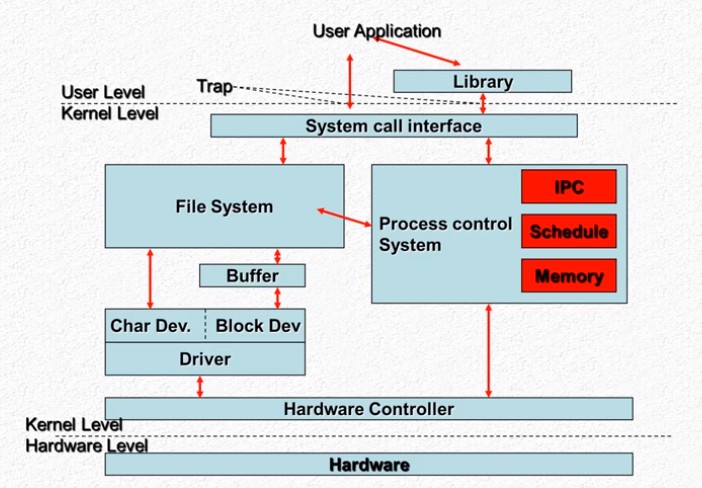 User Application
Library
Trap
User Level
Kernel Level
System call interface
File System
Process control
System
IPC
Schedule
Memory
Buffer
Char Dev.
Block Dev
Driver
Hardware Controller
Kernel Level
Hardware Level
Hardware